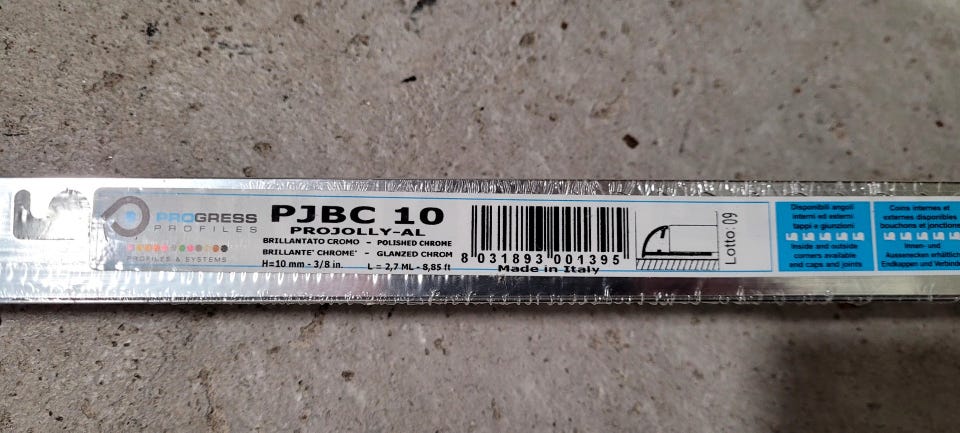 PROGRESS
PROFILES
PROFILES & SYSTEMS
PJBC 10
PROJOLLY-AL
BRILLANTATO CROMO - POLISHED CHROME
BRILLANTE' CHROME' - GLANZED CHROM
H=10 mm - 3/8 in. L = 2,7 ML - 8,85 ft
8 031893 001395
Made in Italy
Lotto: 09
Disponibili angoli
interni ed esterni
tappi e giunzioni
Inside and outside
corners available
end caps and joints
Coins internes et
externes disponibles
bouchons et jonctions
Innen- und
Aussenecken erhältlich
Endkappen und Verbinde